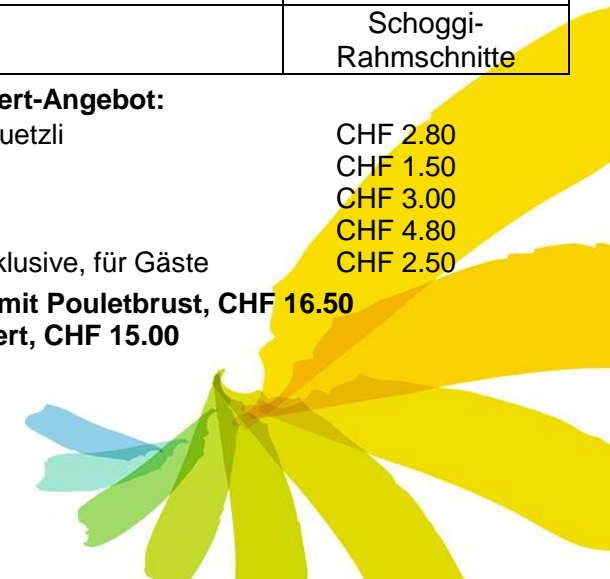 Schoggi-
Rahmschnitte
ert-Angebot:
uetzli CHF 2.80
CHF 1.50
CHF 3.00
CHF 4.80
klusive, für Gäste CHF 2.50
mit Pouletbrust, CHF 16.50
ert, CHF 15.00